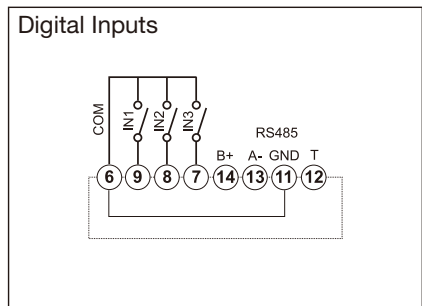 Digital Inputs
COM
IN1
IN2
IN3
RS485
B+ A- GND T
6 9 8 7 14 13 11 12